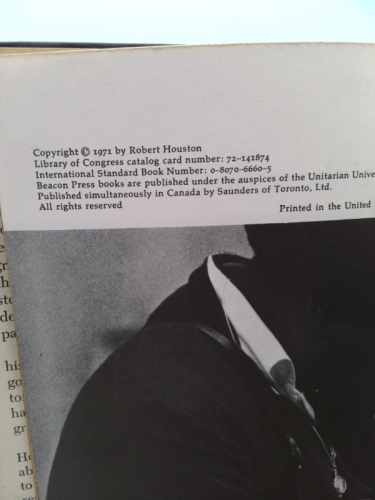 Copyright © 1971 by Robert Houston
Library of Congress catalog card number: 72-141874
International Standard Book Number: 0-8070-6660-5
Beacon Press books are published under the auspices of the Unitarian Unive
Published simultaneously in Canada by Saunders of Toronto, Ltd.
All rights reserved
Printed in the United